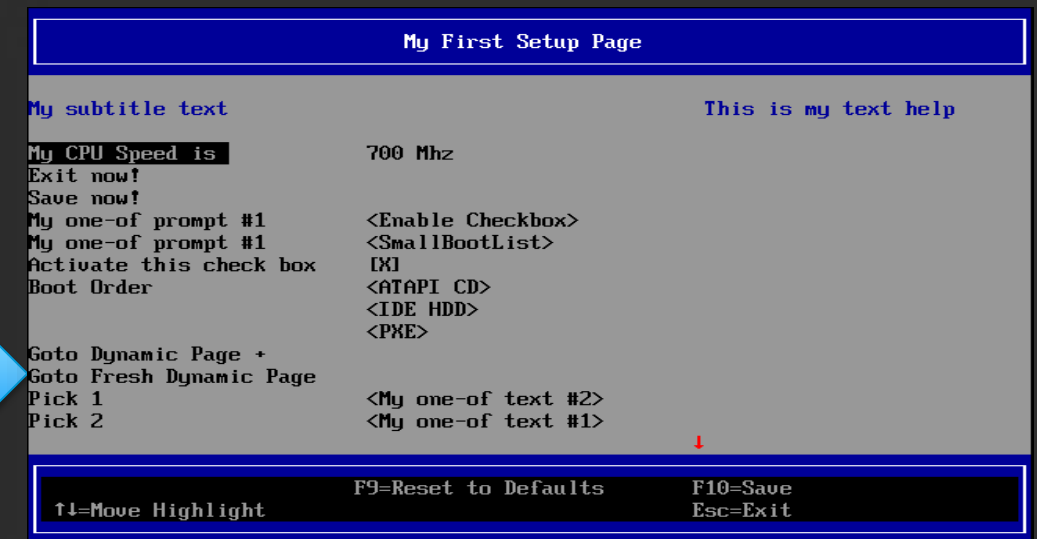 My First Setup Page
My subtitle text This is my text help
My CPU Speed is 700 Mhz
Exit now!
Save now!
My one-of prompt #1 <Enable Checkbox>
My one-of prompt #1 <SmallBootList>
Activate this check box [X]
Boot Order <ATAPI CD>
<IDE HDD>
<PXE>
Goto Dynamic Page +
Goto Fresh Dynamic Page
Pick 1 <My one-of text #2>
Pick 2 <My one-of text #1>
↓
F9=Reset to Defaults F10=Save
↑↓=Move Highlight Esc=Exit